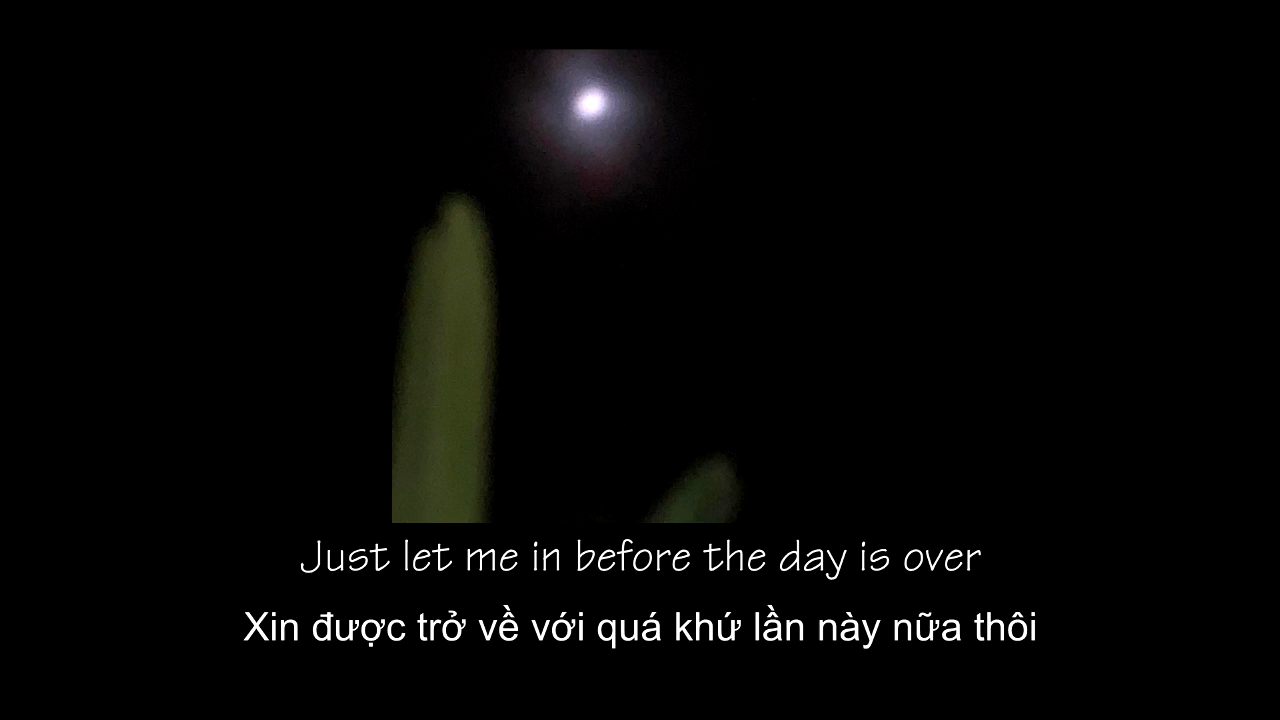 Just let me in before the day is over
Xin được trở về với quá khứ lần này nữa thôi